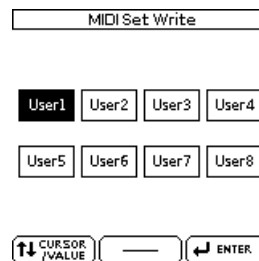 MIDI Set Write
User1 User2 User3 User4
User5 User6 User7 User8
CURSOR
/VALUE
ENTER